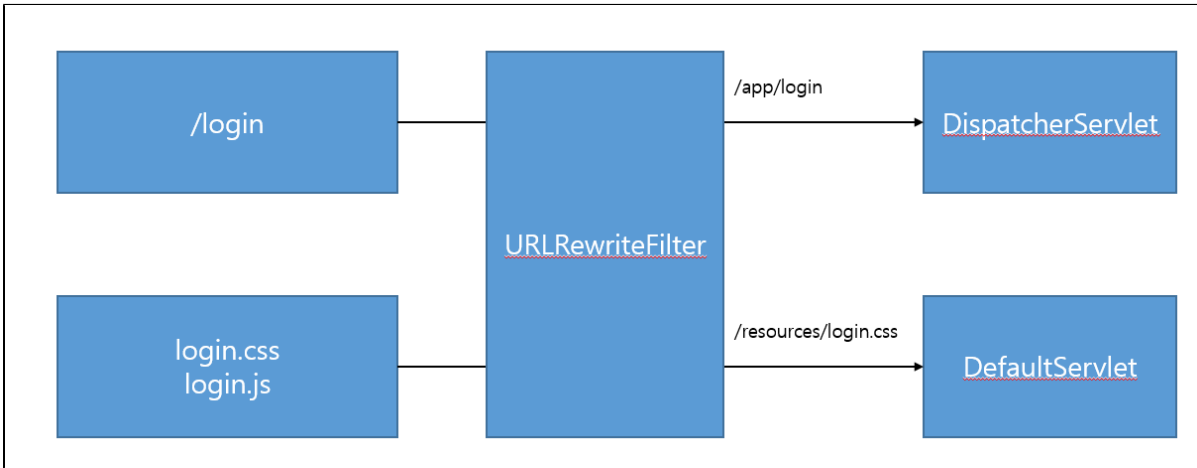 /login
/app/login
DispatcherServlet
URLRewriteFilter
login.css
login.js
/resources/login.css
DefaultServlet